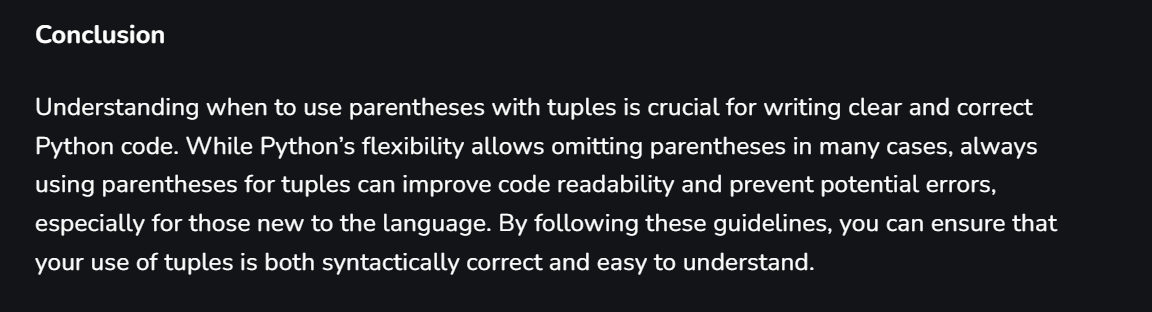 Conclusion
Understanding when to use parentheses with tuples is crucial for writing clear and correct
Python code. While Python’s flexibility allows omitting parentheses in many cases, always
using parentheses for tuples can improve code readability and prevent potential errors,
especially for those new to the language. By following these guidelines, you can ensure that
your use of tuples is both syntactically correct and easy to understand.